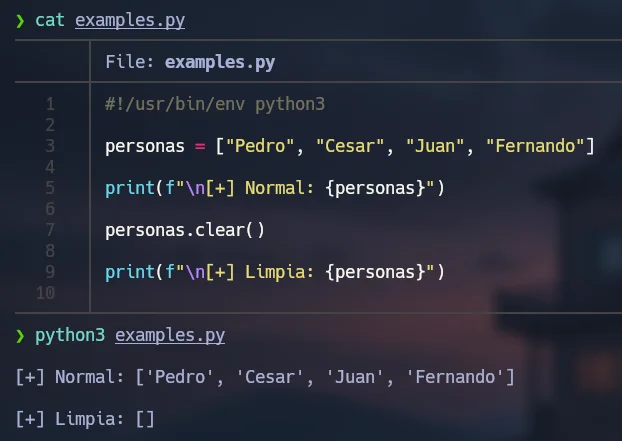 ❯ cat examples.py
File: examples.py
1 #!/usr/bin/env python3
2
3 personas = ["Pedro", "Cesar", "Juan", "Fernando"]
4
5 print(f"\n[+] Normal: {personas}")
6
7 personas.clear()
8
9 print(f"\n[+] Limpia: {personas}")
10
❯ python3 examples.py
[+] Normal: ['Pedro', 'Cesar', 'Juan', 'Fernando']
[+] Limpia: []